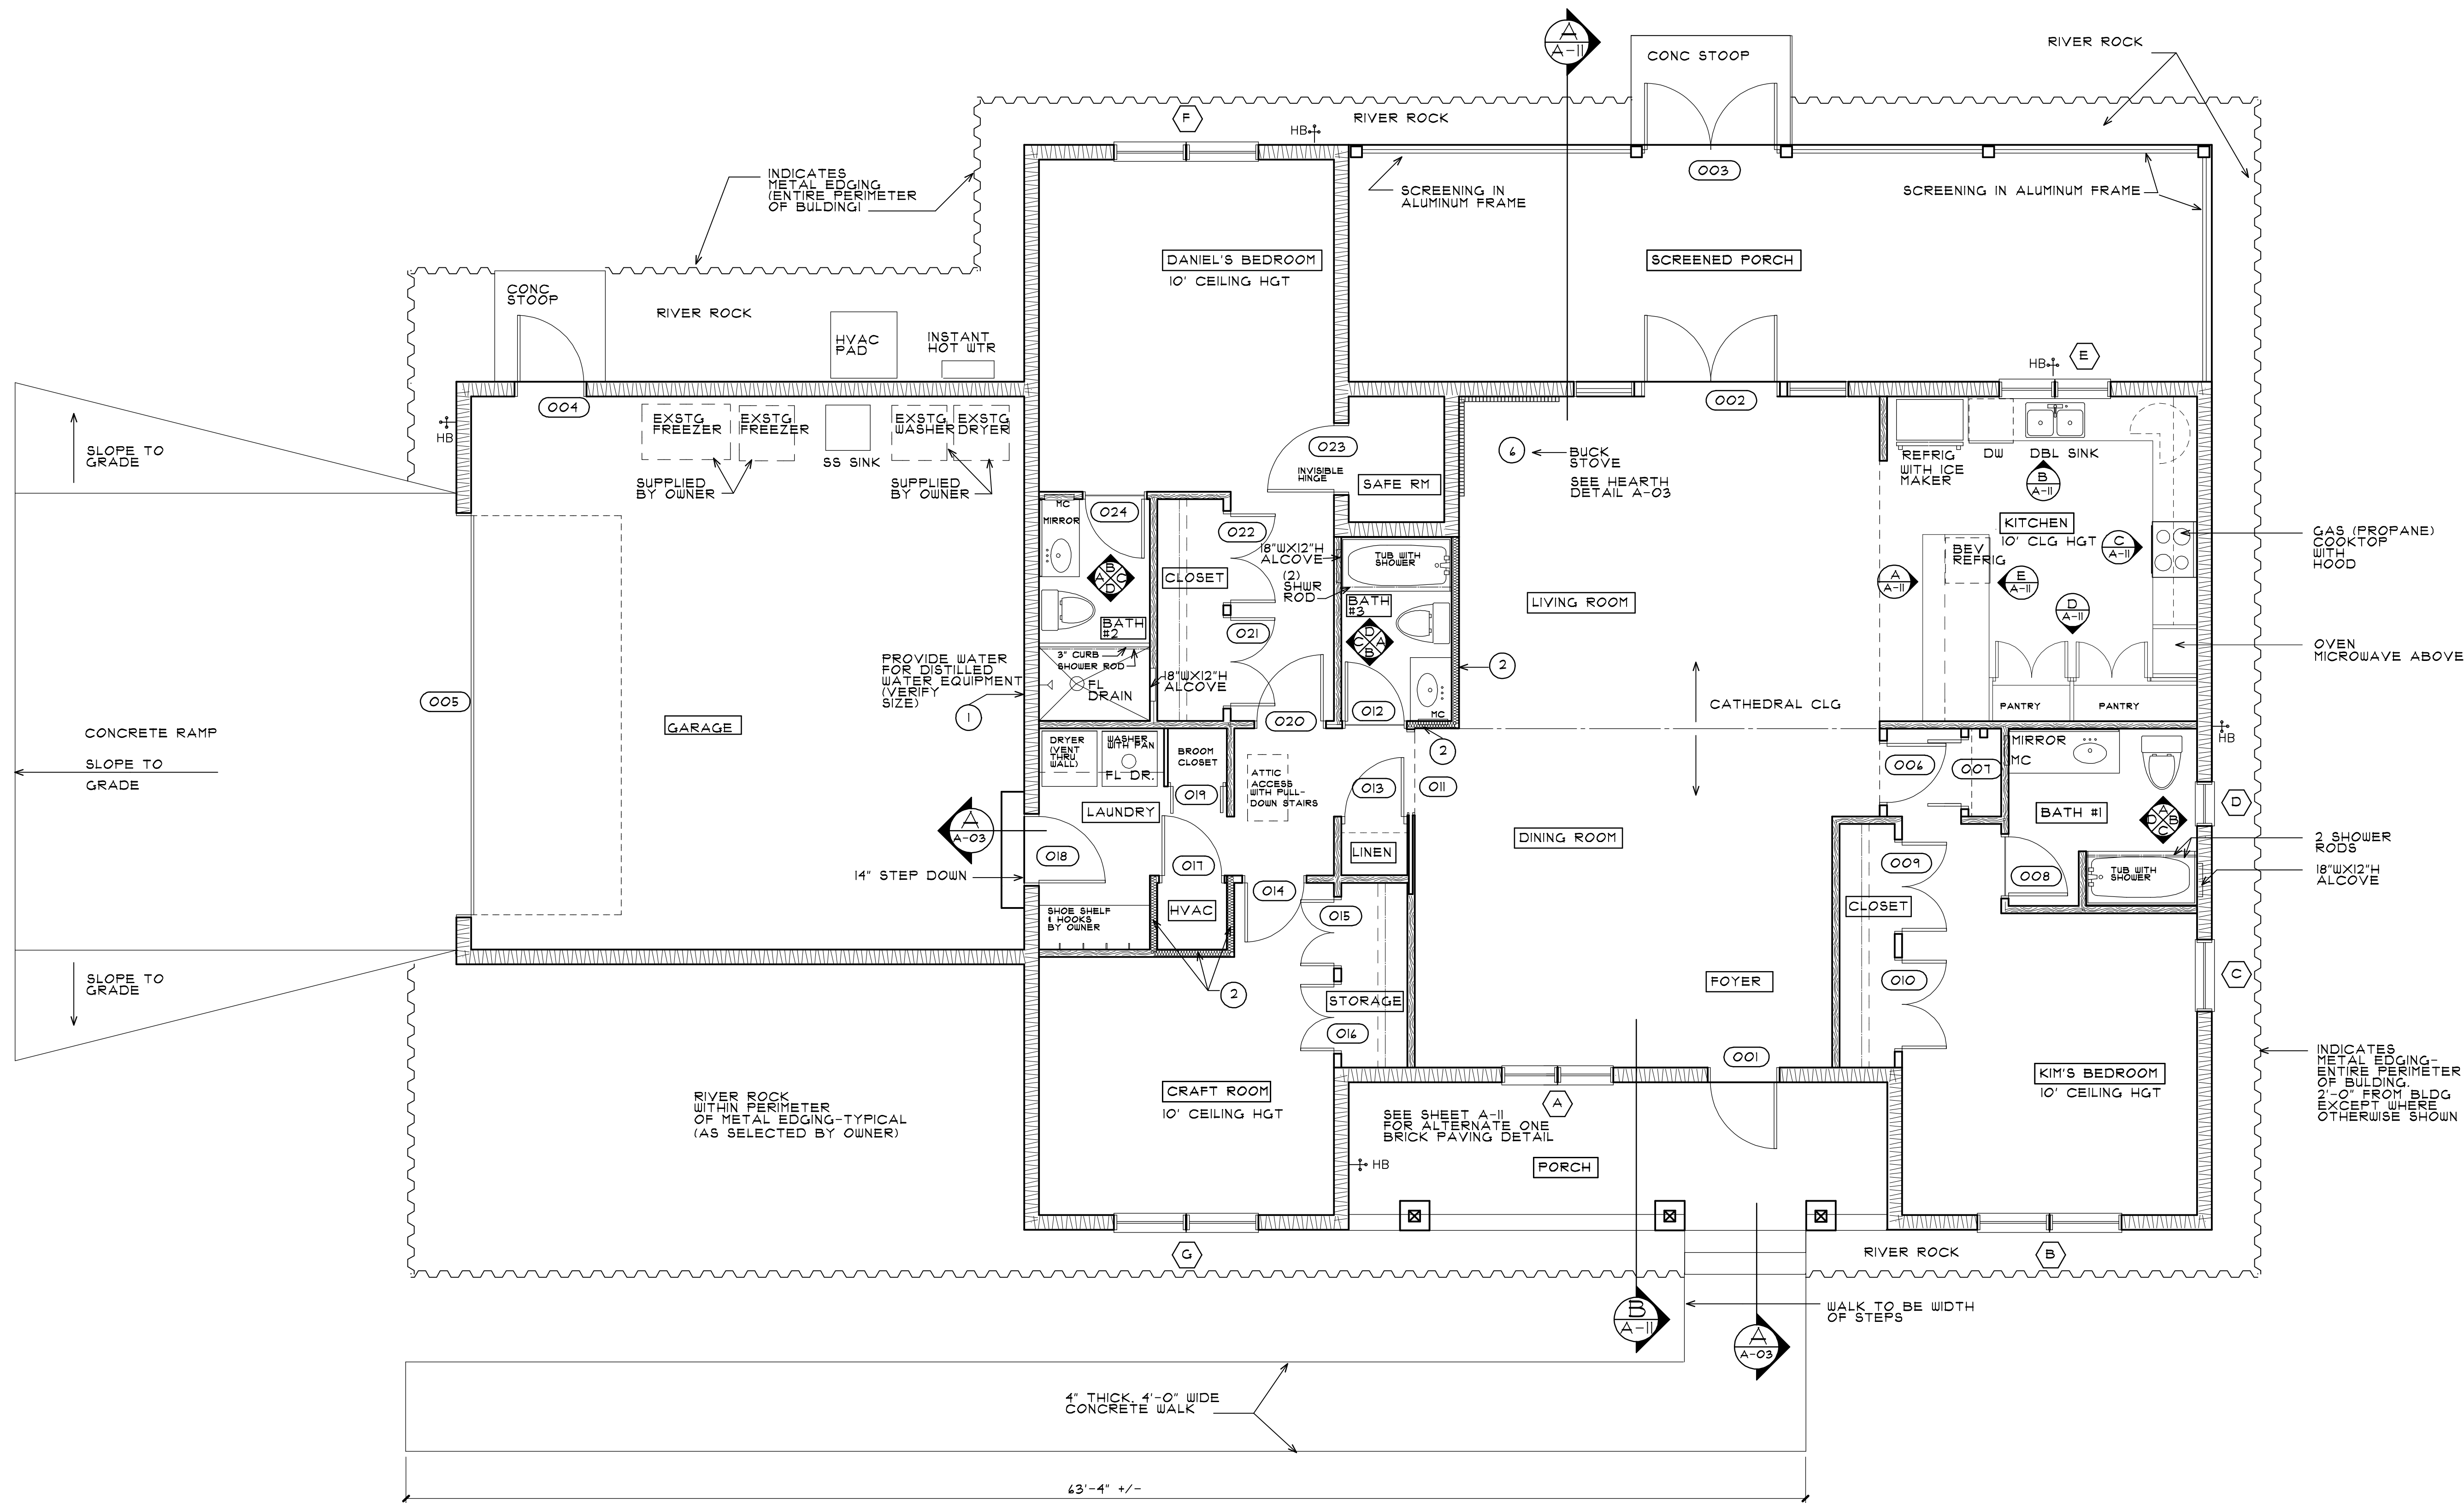 A
A-11
CONC STOOP
RIVER ROCK
F
HB
RIVER ROCK
003
INDICATES
METAL EDGING
(ENTIRE PERIMETER
OF BULDING)
SCREENING IN
ALUMINUM FRAME
SCREENING IN ALUMINUM FRAME
DANIEL'S BEDROOM
10' CEILING HGT
SCREENED PORCH
CONC
STOOP
RIVER ROCK
HVAC
PAD
INSTANT
HOT WTR
HB
E
004
002
EXSTG
FREEZER
EXSTG
FREEZER
EXSTG
WASHER
EXSTG
DRYER
SS SINK
SUPPLIED
BY OWNER
SUPPLIED
BY OWNER
HB
SLOPE TO
GRADE
023
INVISIBLE
HINGE
SAFE RM
6
BUCK
STOVE
SEE HEARTH
DETAIL A-03
REFRIG
WITH ICE
MAKER
DW
DBL SINK
B
A-11
KITCHEN
10' CLG HGT
C
A-11
GAS (PROPANE)
COOKTOP
WITH
HOOD
MC
MIRROR
024
022
18"WX12"H
ALCOVE
(2)
SHWR
ROD
TUB WITH
SHOWER
BEV
REFRIG
A
A-11
E
A-11
D
A-11
A
B
C
D
CLOSET
BATH
#3
LIVING ROOM
BATH
#2
021
D
C
A
B
3" CURB
SHOWER ROD
FL
DRAIN
18"WX12"H
ALCOVE
2
OVEN
MICROWAVE ABOVE
PROVIDE WATER
FOR DISTILLED
WATER EQUIPMENT
(VERIFY
SIZE)
1
005
GARAGE
020
012
MC
CATHEDRAL CLG
PANTRY
PANTRY
CONCRETE RAMP
SLOPE TO
GRADE
DRYER
(VENT
THRU
WALL)
WASHER
WITH PAN
FL DR.
BROOM
CLOSET
2
HB
MIRROR
MC
006
007
ATTIC
ACCESS
WITH PULL-
DOWN STAIRS
013
011
019
LAUNDRY
A
A-03
D
BATH #1
A
D
B
C
DINING ROOM
2 SHOWER
RODS
018
017
LINEN
009
008
TUB WITH
SHOWER
18"WX12"H
ALCOVE
14" STEP DOWN
014
SHOE SHELF
& HOOKS
BY OWNER
HVAC
015
CLOSET
SLOPE TO
GRADE
2
STORAGE
FOYER
010
C
016
001
INDICATES
METAL EDGING-
ENTIRE PERIMETER
OF BULDING.
2'-0" FROM BLDG
EXCEPT WHERE
OTHERWISE SHOWN
KIM'S BEDROOM
10' CEILING HGT
CRAFT ROOM
10' CEILING HGT
RIVER ROCK
WITHIN PERIMETER
OF METAL EDGING-TYPICAL
(AS SELECTED BY OWNER)
A
SEE SHEET A-11
FOR ALTERNATE ONE
BRICK PAVING DETAIL
HB
PORCH
G
RIVER ROCK
B
B
A-11
A
A-03
WALK TO BE WIDTH
OF STEPS
4" THICK, 4'-0" WIDE
CONCRETE WALK
63'-4" +/-